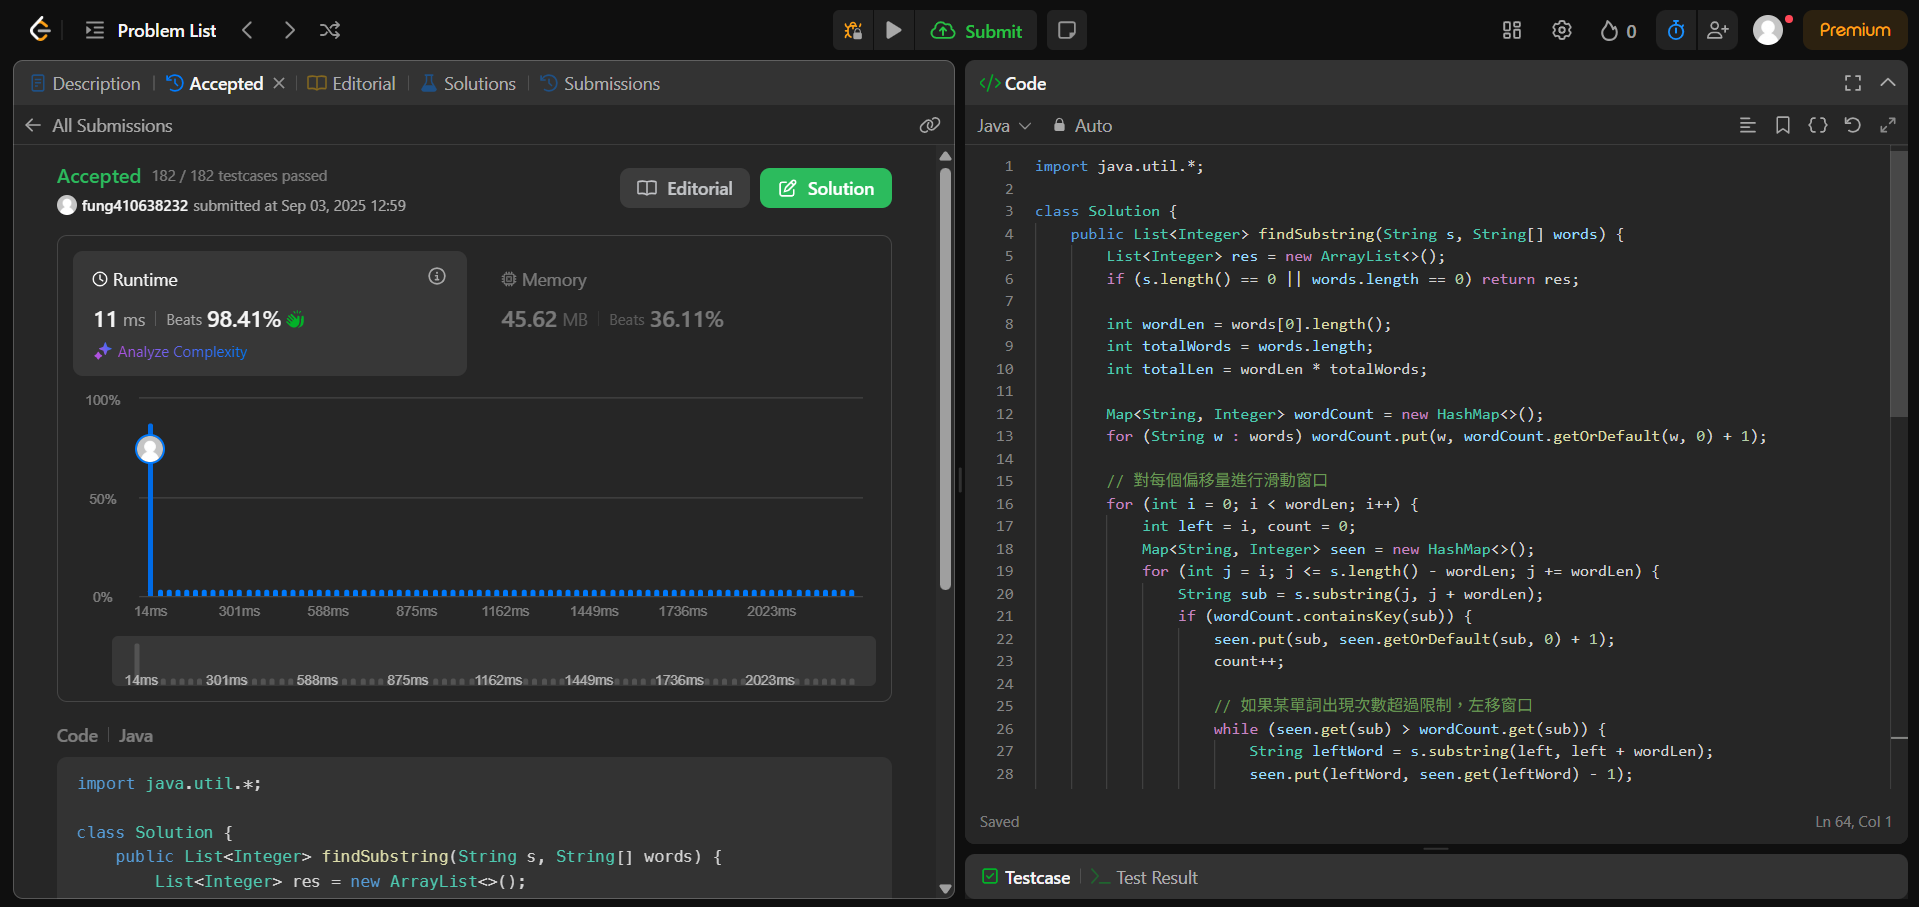 Problem List
Submit
0
Premium
Description
Accepted
Editorial
Solutions
Submissions
All Submissions
Accepted 182 / 182 testcases passed
fung410638232 submitted at Sep 03, 2025 12:59
Editorial
Solution
Runtime
11 ms Beats 98.41%
Analyze Complexity
Memory
45.62 MB Beats 36.11%
100%
50%
0%
14ms 301ms 588ms 875ms 1162ms 1449ms 1736ms 2023ms
14ms 301ms 588ms 875ms 1162ms 1449ms 1736ms 2023ms
Code Java
import java.util.*;
class Solution {
public List<Integer> findSubstring(String s, String[] words) {
List<Integer> res = new ArrayList<>();
</> Code
Java Auto
1 import java.util.*;
2
3 class Solution {
4 public List<Integer> findSubstring(String s, String[] words) {
5 List<Integer> res = new ArrayList<>();
6 if (s.length() == 0 || words.length == 0) return res;
7
8 int wordLen = words[0].length();
9 int totalWords = words.length;
10 int totalLen = wordLen * totalWords;
11
12 Map<String, Integer> wordCount = new HashMap<>();
13 for (String w : words) wordCount.put(w, wordCount.getOrDefault(w, 0) + 1);
14
15 // 對每個偏移量進行滑動窗口
16 for (int i = 0; i < wordLen; i++) {
17 int left = i, count = 0;
18 Map<String, Integer> seen = new HashMap<>();
19 for (int j = i; j <= s.length() - wordLen; j += wordLen) {
20 String sub = s.substring(j, j + wordLen);
21 if (wordCount.containsKey(sub)) {
22 seen.put(sub, seen.getOrDefault(sub, 0) + 1);
23 count++;
24
25 // 如果某單詞出現次數超過限制，左移窗口
26 while (seen.get(sub) > wordCount.get(sub)) {
27 String leftWord = s.substring(left, left + wordLen);
28 seen.put(leftWord, seen.get(leftWord) - 1);
Saved
Ln 64, Col 1
Testcase
Test Result